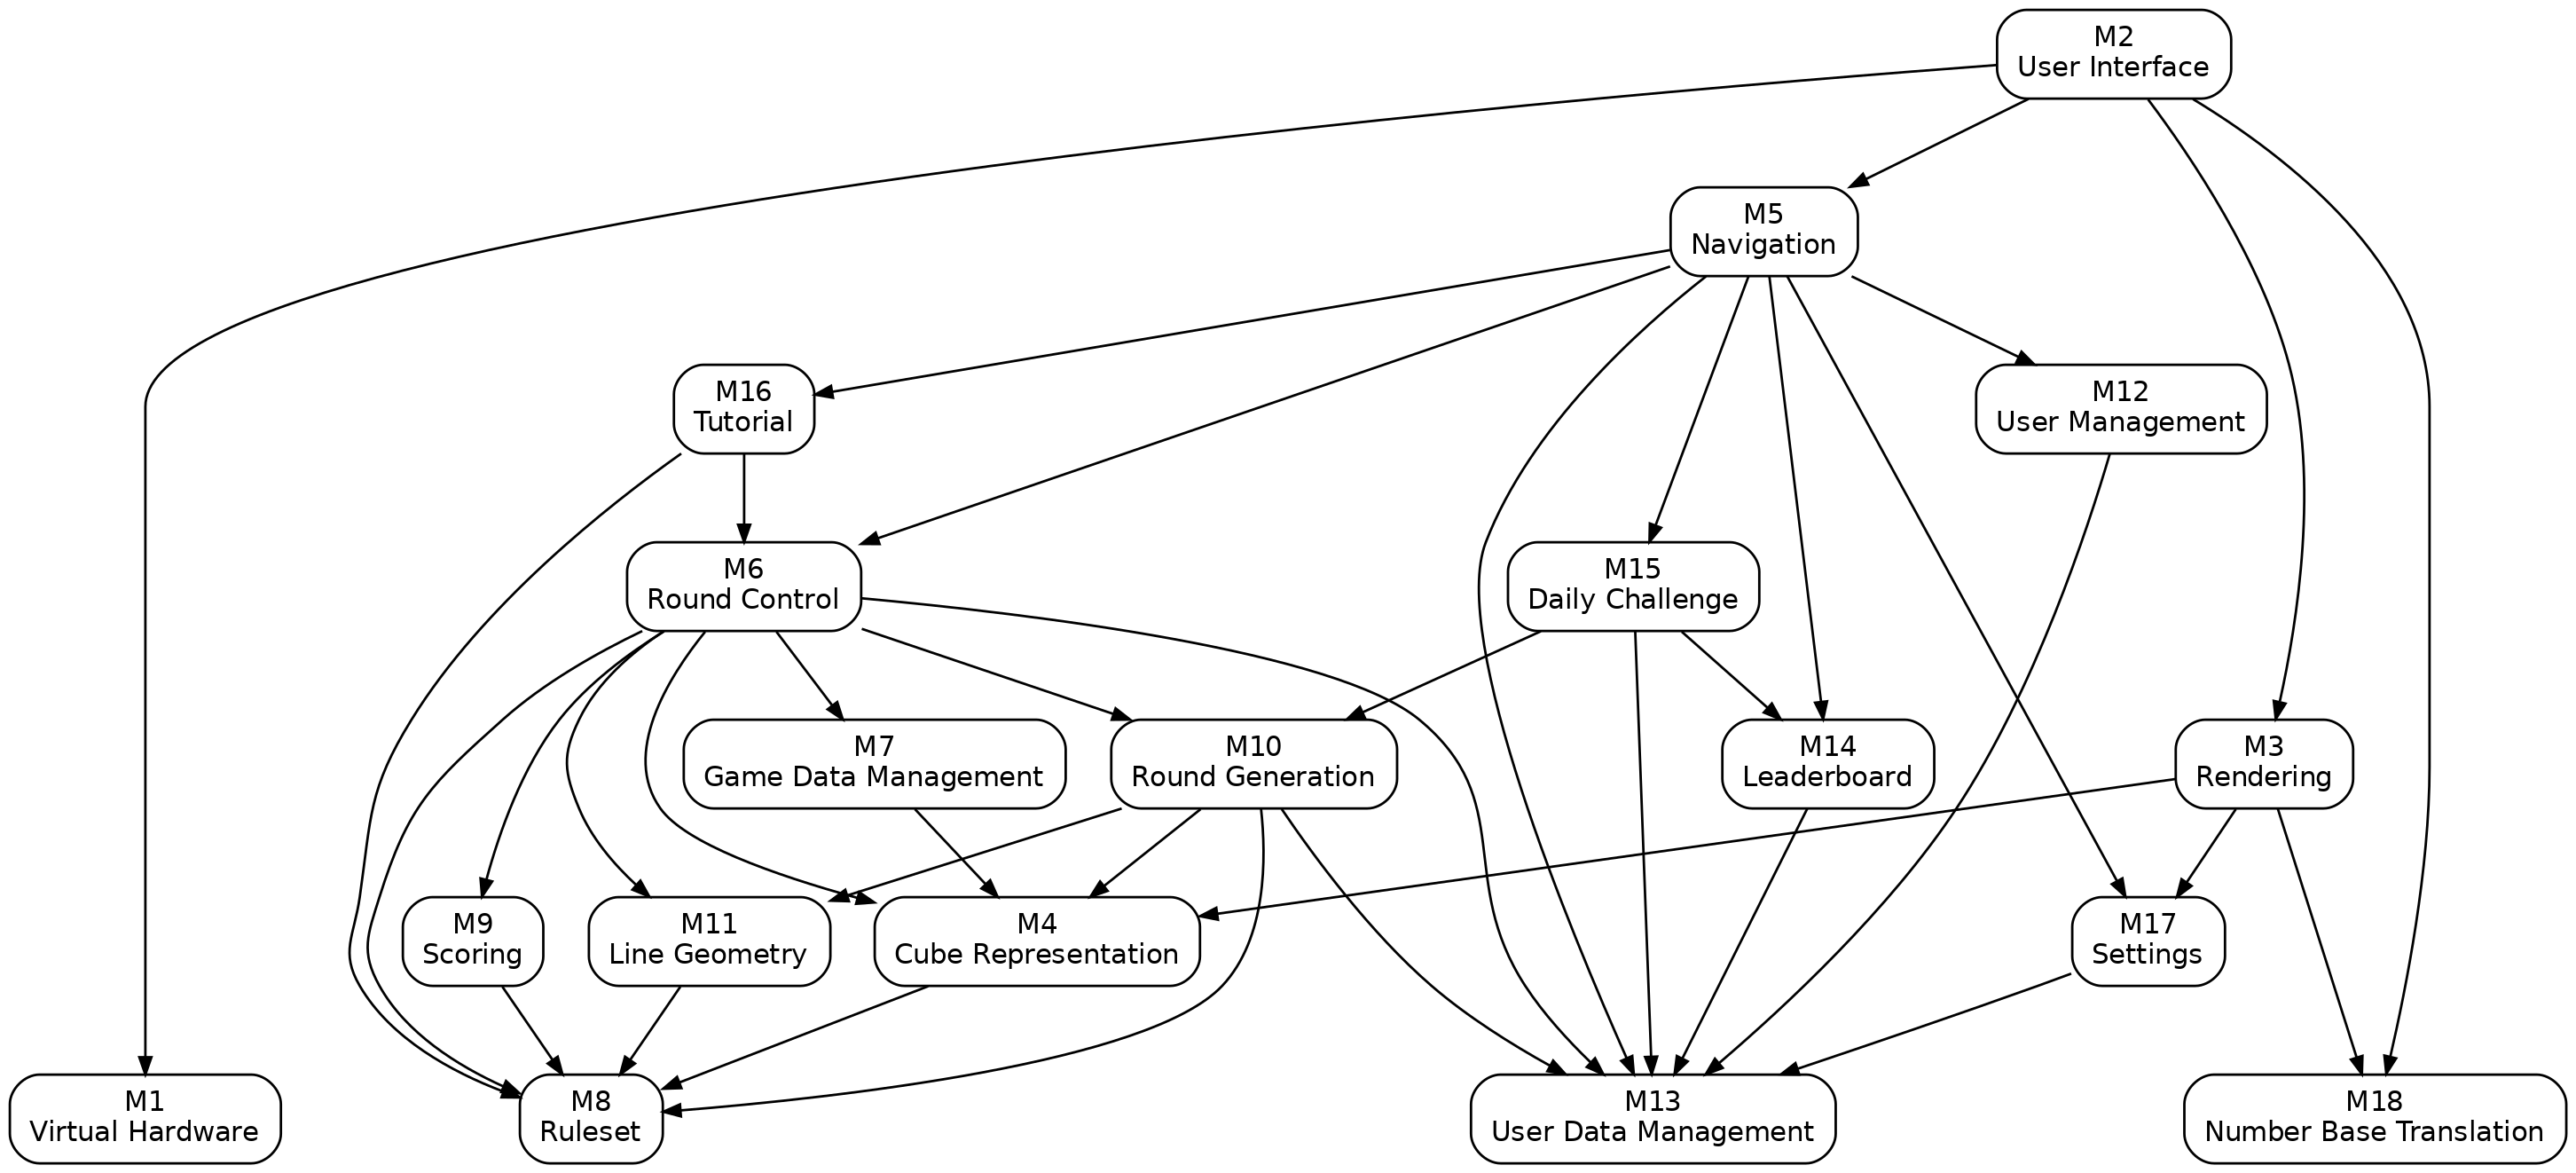 M2
User Interface
M5
Navigation
M16
Tutorial
M12
User Management
M6
Round Control
M15
Daily Challenge
M7
Game Data Management
M10
Round Generation
M14
Leaderboard
M3
Rendering
M9
Scoring
M11
Line Geometry
M4
Cube Representation
M17
Settings
M1
Virtual Hardware
M8
Ruleset
M13
User Data Management
M18
Number Base Translation